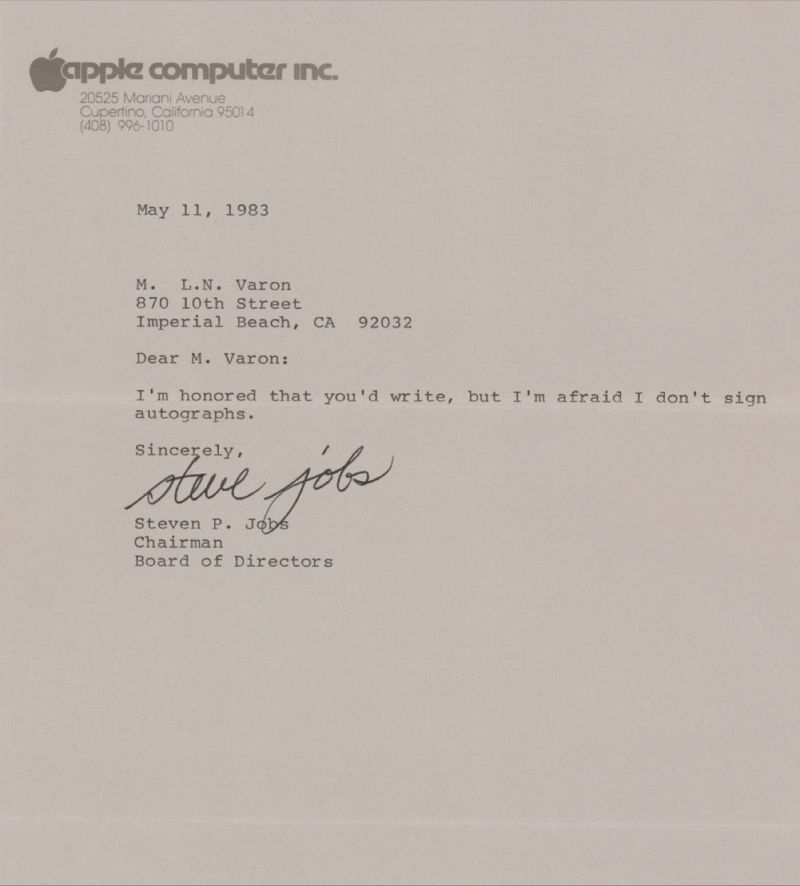 apple computer inc.
20525 Mariani Avenue
Cupertino, California 95014
(408) 996-1010
May 11, 1983
M.  L.N. Varon
870 10th Street
Imperial Beach, CA  92032
Dear M. Varon:
I'm honored that you'd write, but I'm afraid I don't sign
autographs.
Sincerely,
steve jobs
Steven P. Jobs
Chairman
Board of Directors